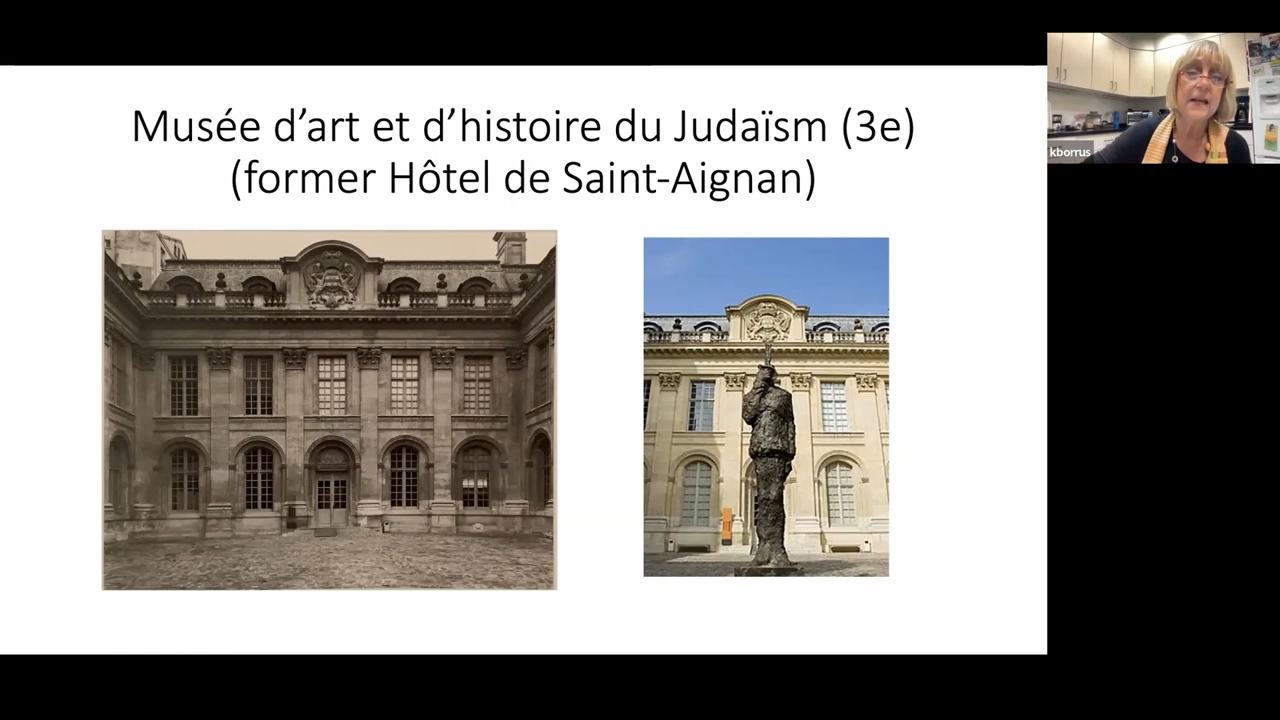 Musée d’art et d’histoire du Judaïsm (3e)
(former Hôtel de Saint-Aignan)
kborrus